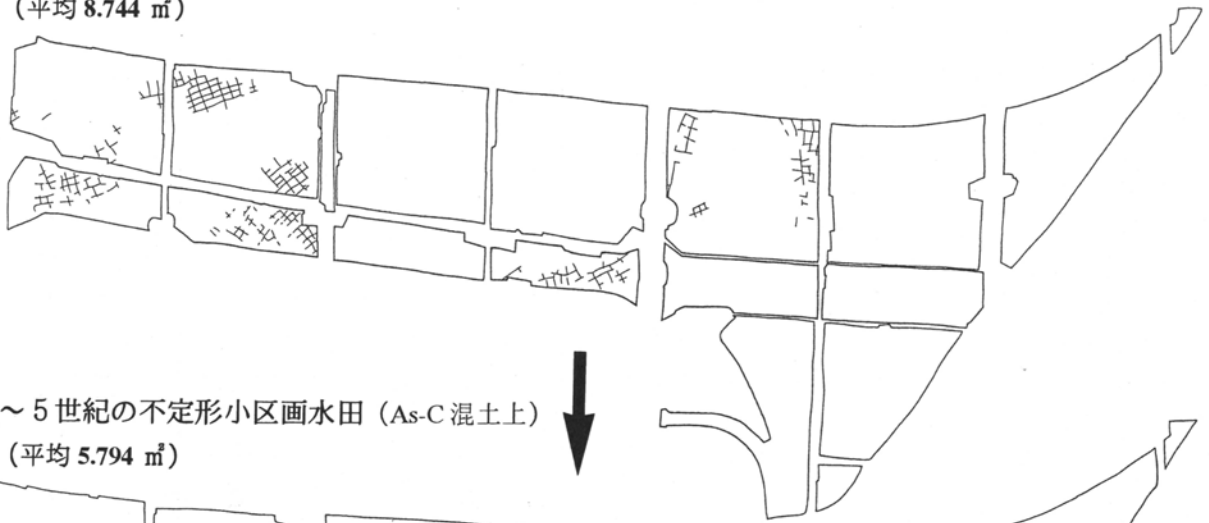 (平均 8.744 ㎡)
～５世紀の不定形小区画水田（As-C 混土上）
(平均 5.794 ㎡)